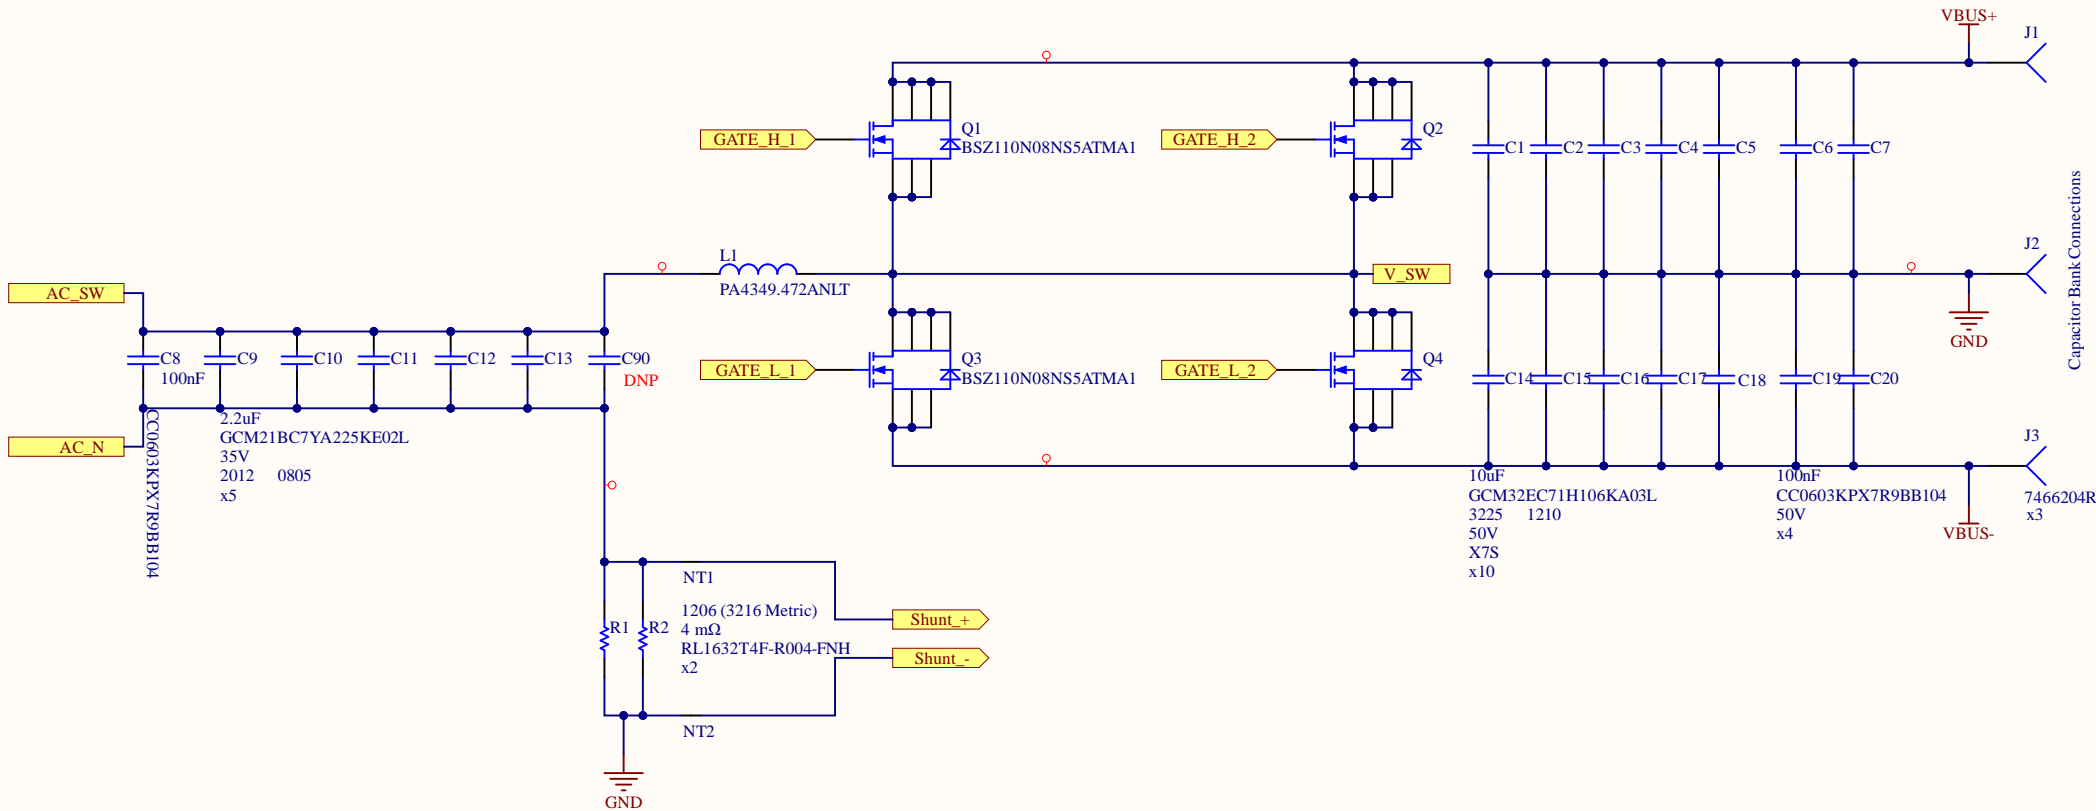 VBUS+
J1
GATE_H_1
Q1
BSZ110N08NS5ATMA1
GATE_H_2
Q2
C1
C2
C3
C4
C5
C6
C7
Capacitor Bank Connections
L1
PA4349.472ANLT
V_SW
J2
GND
AC_SW
C8
100nF
CC0603KPX7R9BB104
C9
C10
C11
C12
C13
C90
DNP
AC_N
2.2uF
GCM21BC7YA225KE02L
35V
2012 0805
x5
GATE_L_1
Q3
BSZ110N08NS5ATMA1
GATE_L_2
Q4
C14
C15
C16
C17
C18
C19
C20
J3
10uF
GCM32EC71H106KA03L
3225 1210
50V
X7S
x10
100nF
CC0603KPX7R9BB104
50V
x4
7466204R
x3
VBUS-
NT1
1206 (3216 Metric)
4 mΩ
RL1632T4F-R004-FNH
x2
R1
R2
Shunt_+
Shunt_-
NT2
GND